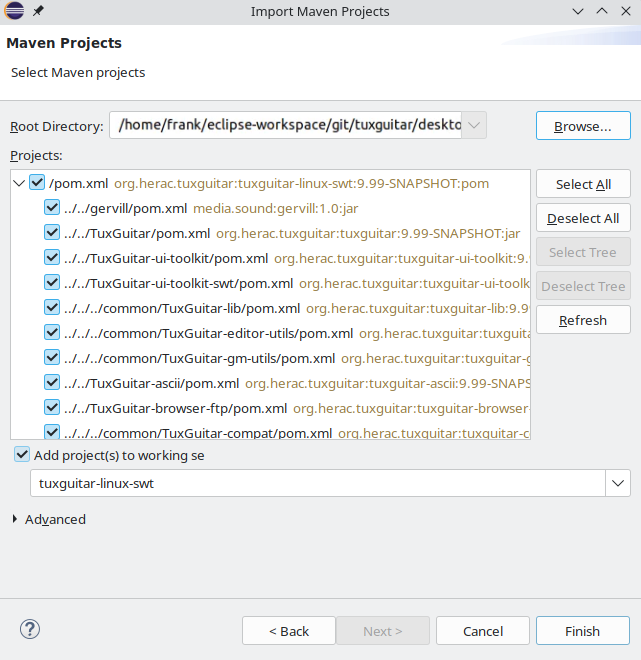 Import Maven Projects
Maven Projects
Select Maven projects
Root Directory: /home/frank/eclipse-workspace/git/tuxguitar/deskto Browse...
Projects:
/pom.xml org.herac.tuxguitar:tuxguitar-linux-swt:9.99-SNAPSHOT:pom
../../gervill/pom.xml media.sound:gervill:1.0:jar
../../TuxGuitar/pom.xml org.herac.tuxguitar:tuxguitar:9.99-SNAPSHOT:jar
../../TuxGuitar-ui-toolkit/pom.xml org.herac.tuxguitar:tuxguitar-ui-toolkit:9.
../../TuxGuitar-ui-toolkit-swt/pom.xml org.herac.tuxguitar:tuxguitar-ui-toolk
../../../common/TuxGuitar-lib/pom.xml org.herac.tuxguitar:tuxguitar-lib:9.9
../../../common/TuxGuitar-editor-utils/pom.xml org.herac.tuxguitar:tuxguita
../../../common/TuxGuitar-gm-utils/pom.xml org.herac.tuxguitar:tuxguitar-g
../../TuxGuitar-ascii/pom.xml org.herac.tuxguitar:tuxguitar-ascii:9.99-SNAPS
../../TuxGuitar-browser-ftp/pom.xml org.herac.tuxguitar:tuxguitar-browser-
../../../common/TuxGuitar-compat/pom.xml org.herac.tuxguitar:tuxguitar-c
Select All
Deselect All
Select Tree
Deselect Tree
Refresh
Add project(s) to working se
tuxguitar-linux-swt
Advanced
? < Back Next > Cancel Finish